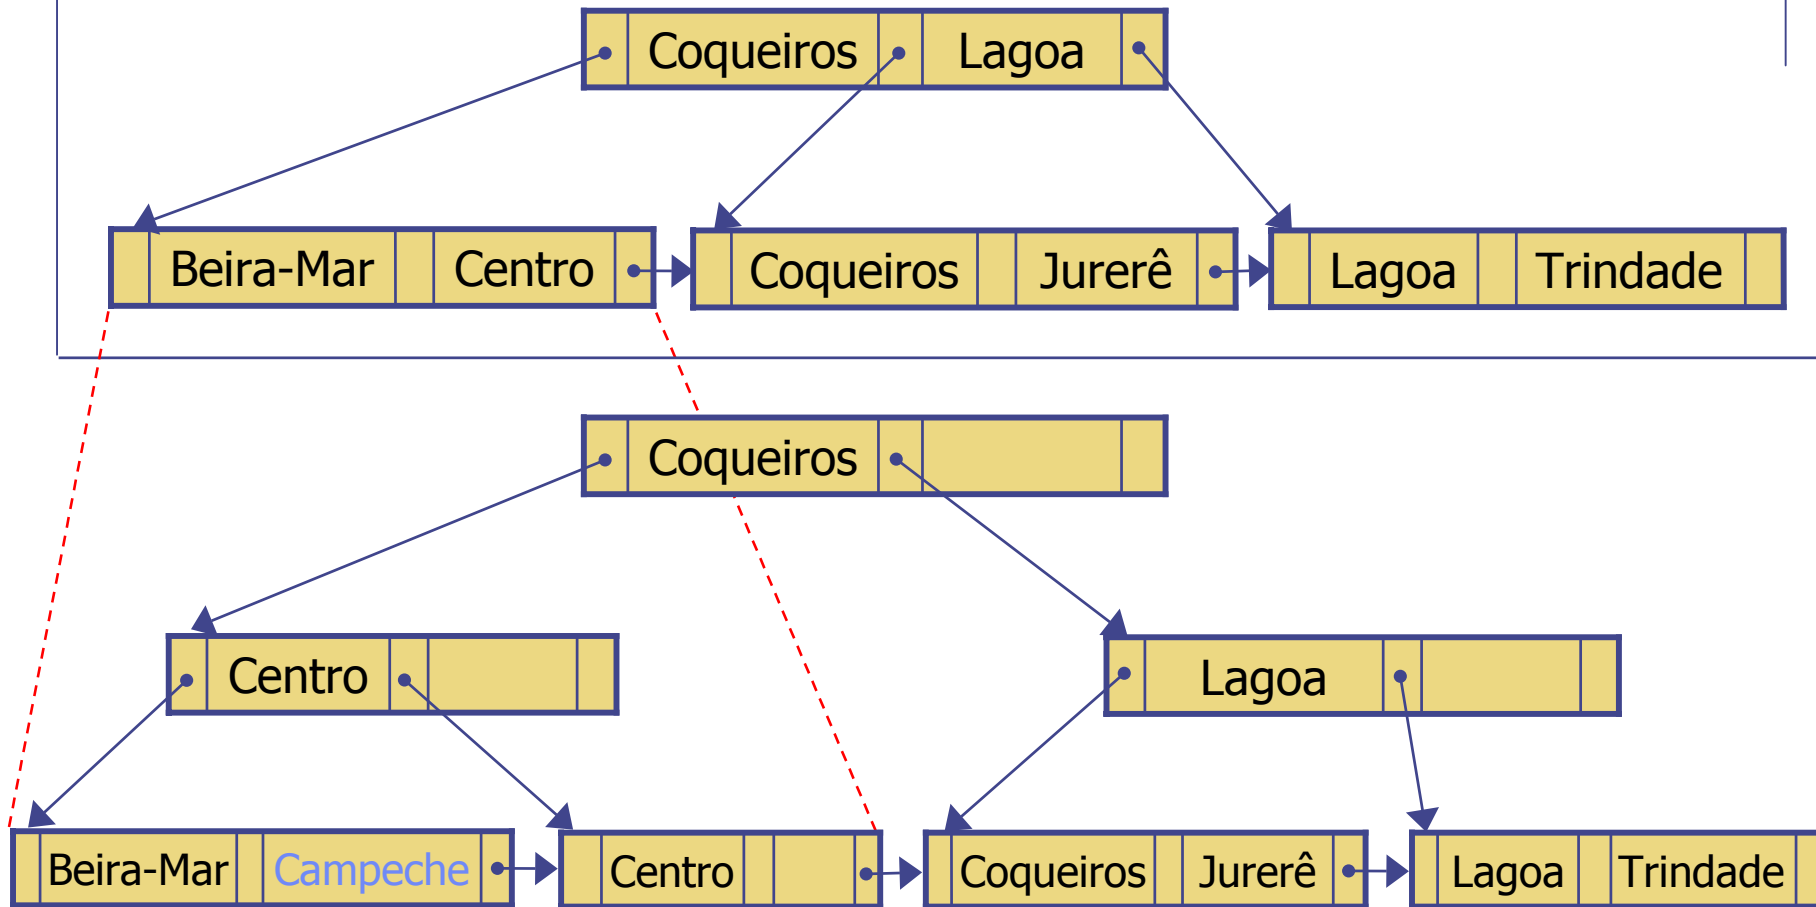 Coqueiros Lagoa
Beira-Mar Centro Coqueiros Jurerê Lagoa Trindade
Coqueiros
Centro Lagoa
Beira-Mar Campeche Centro Coqueiros Jurerê Lagoa Trindade